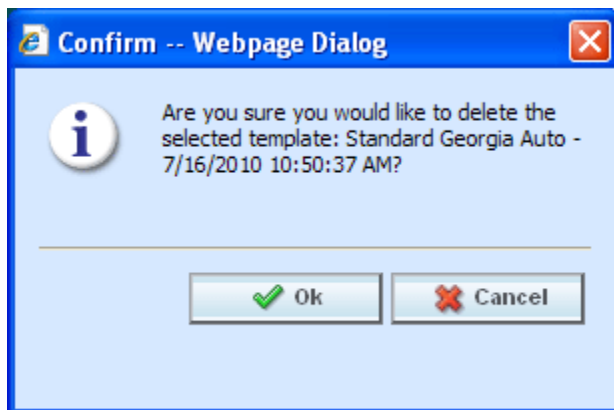 Confirm -- Webpage Dialog
Are you sure you would like to delete the
selected template: Standard Georgia Auto -
7/16/2010 10:50:37 AM?
Ok
Cancel